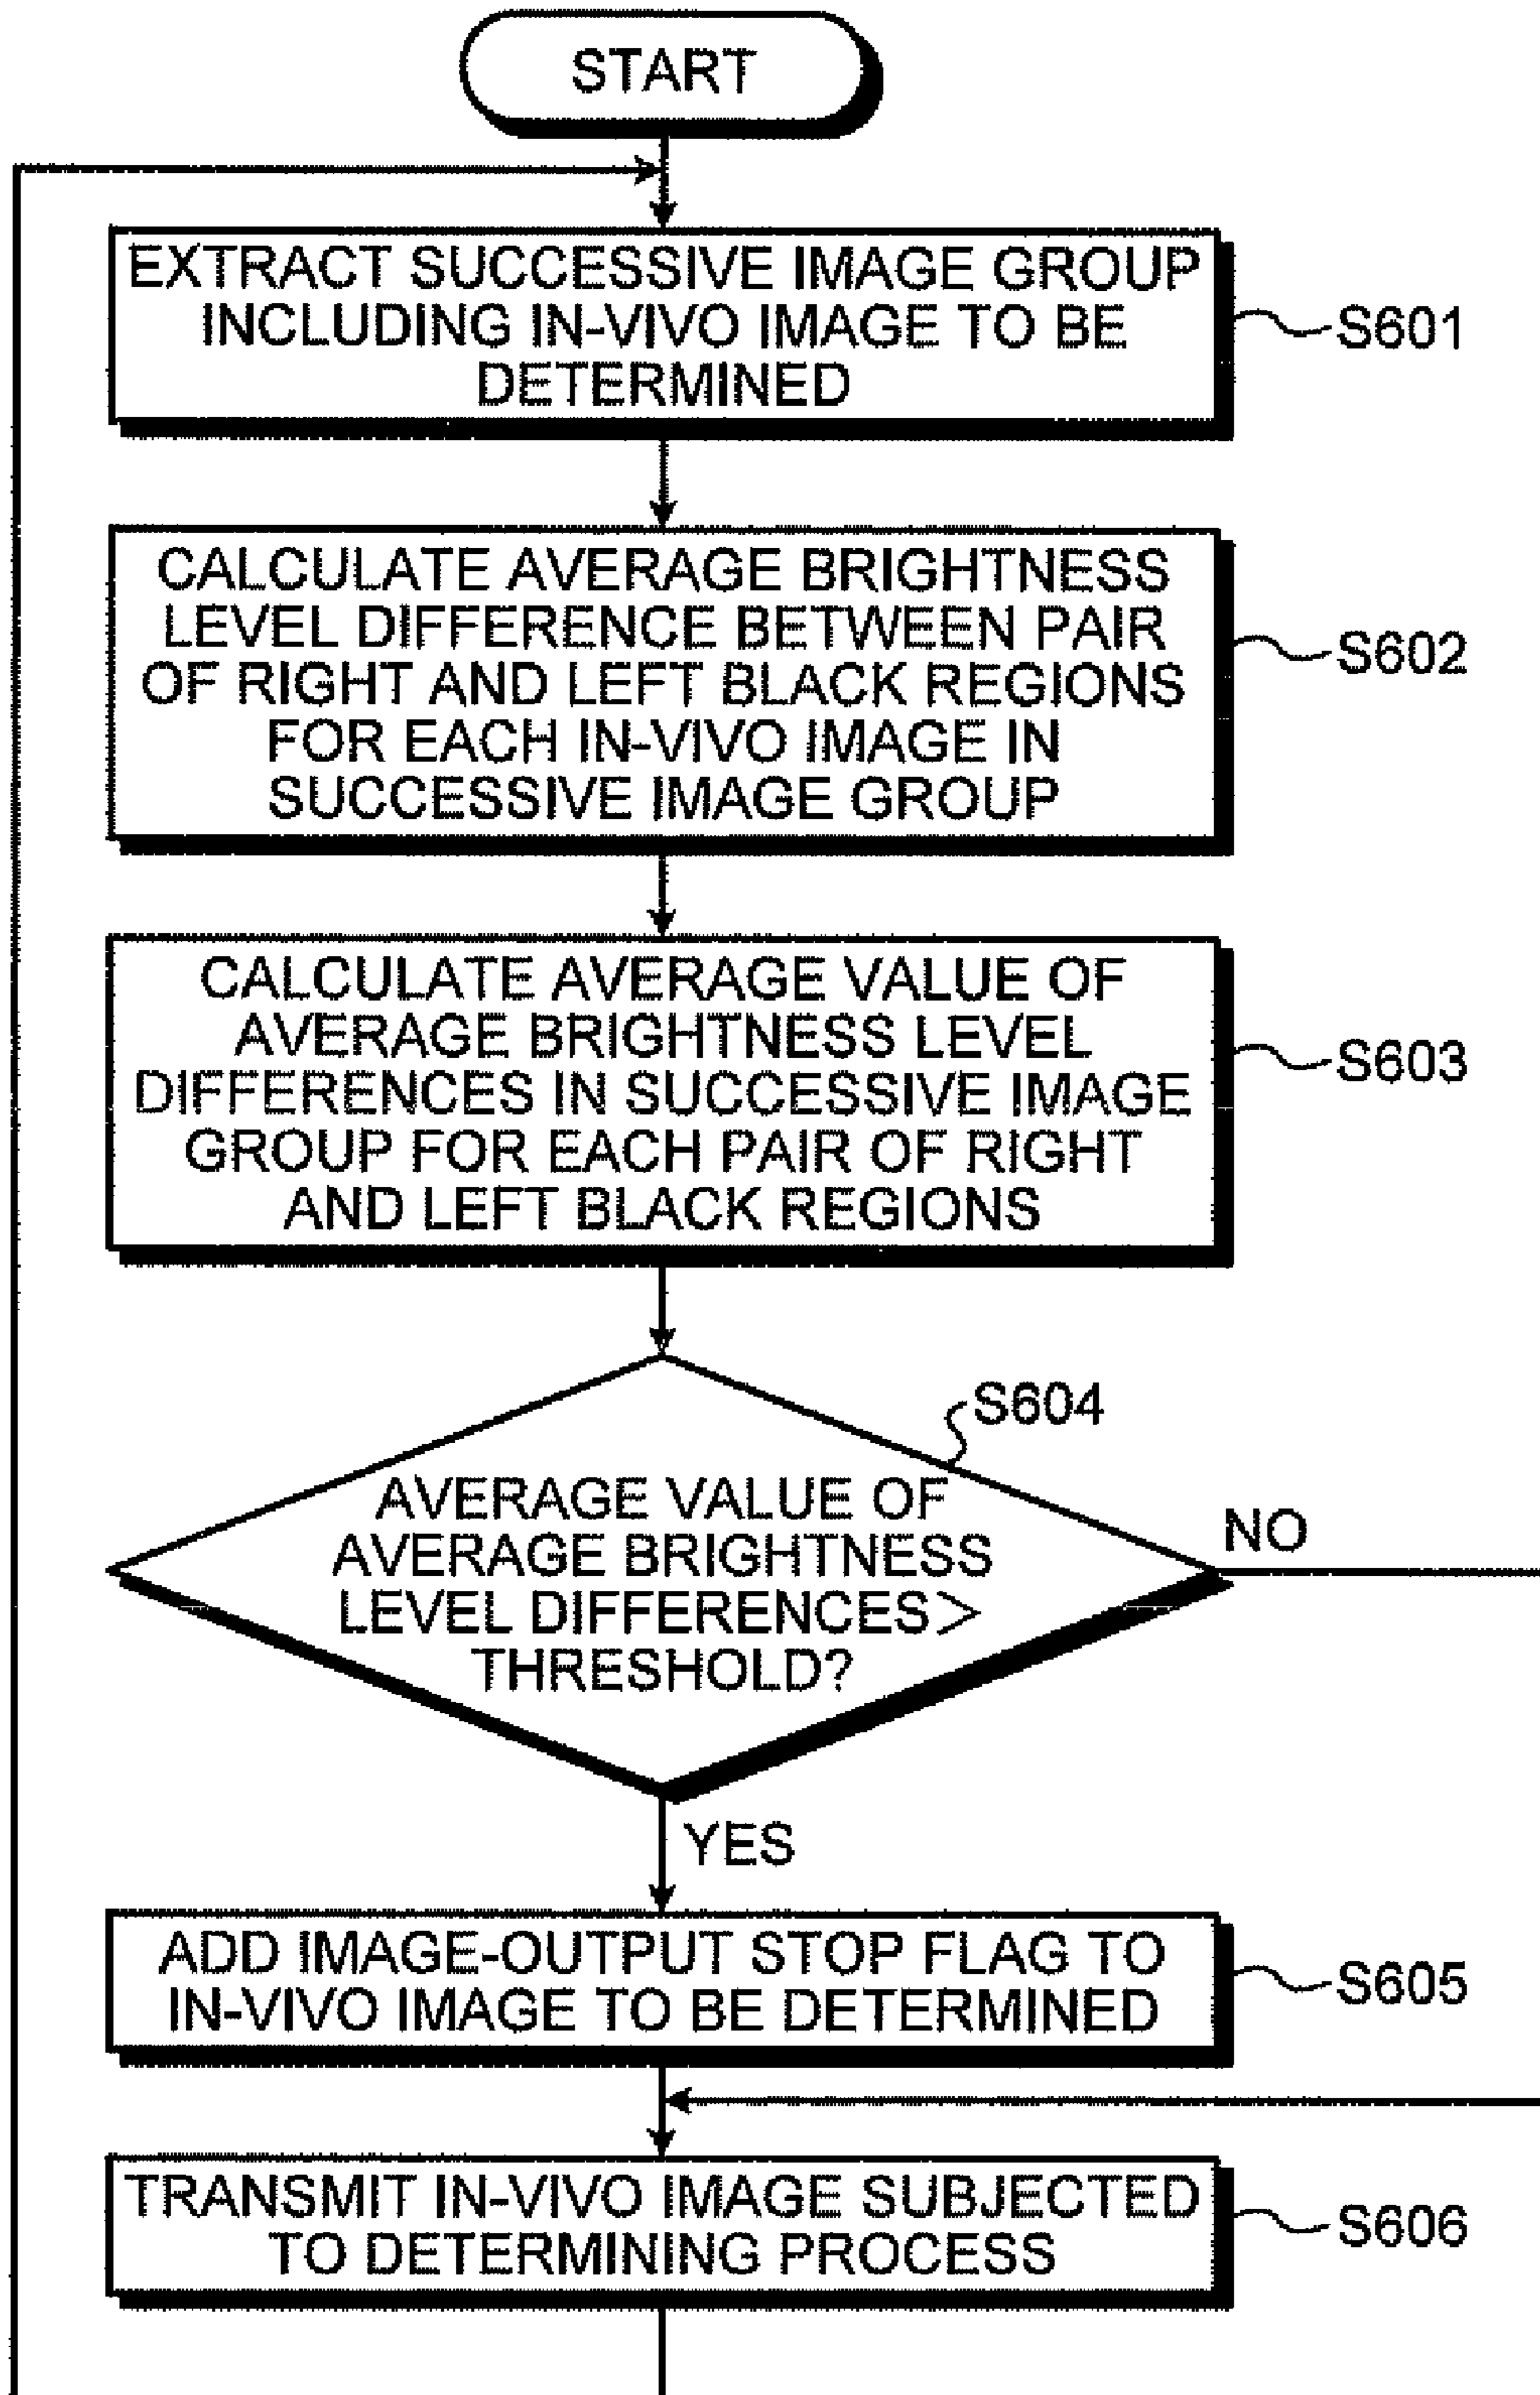 START
EXTRACT SUCCESSIVE IMAGE GROUP
INCLUDING IN-VIVO IMAGE TO BE
DETERMINED
S601
CALCULATE AVERAGE BRIGHTNESS
LEVEL DIFFERENCE BETWEEN PAIR
OF RIGHT AND LEFT BLACK REGIONS
FOR EACH IN-VIVO IMAGE IN
SUCCESSIVE IMAGE GROUP
S602
CALCULATE AVERAGE VALUE OF
AVERAGE BRIGHTNESS LEVEL
DIFFERENCES IN SUCCESSIVE IMAGE
GROUP FOR EACH PAIR OF RIGHT
AND LEFT BLACK REGIONS
S603
S604
AVERAGE VALUE OF
AVERAGE BRIGHTNESS
LEVEL DIFFERENCES>
THRESHOLD?
NO
YES
ADD IMAGE-OUTPUT STOP FLAG TO
IN-VIVO IMAGE TO BE DETERMINED
S605
TRANSMIT IN-VIVO IMAGE SUBJECTED
TO DETERMINING PROCESS
S606